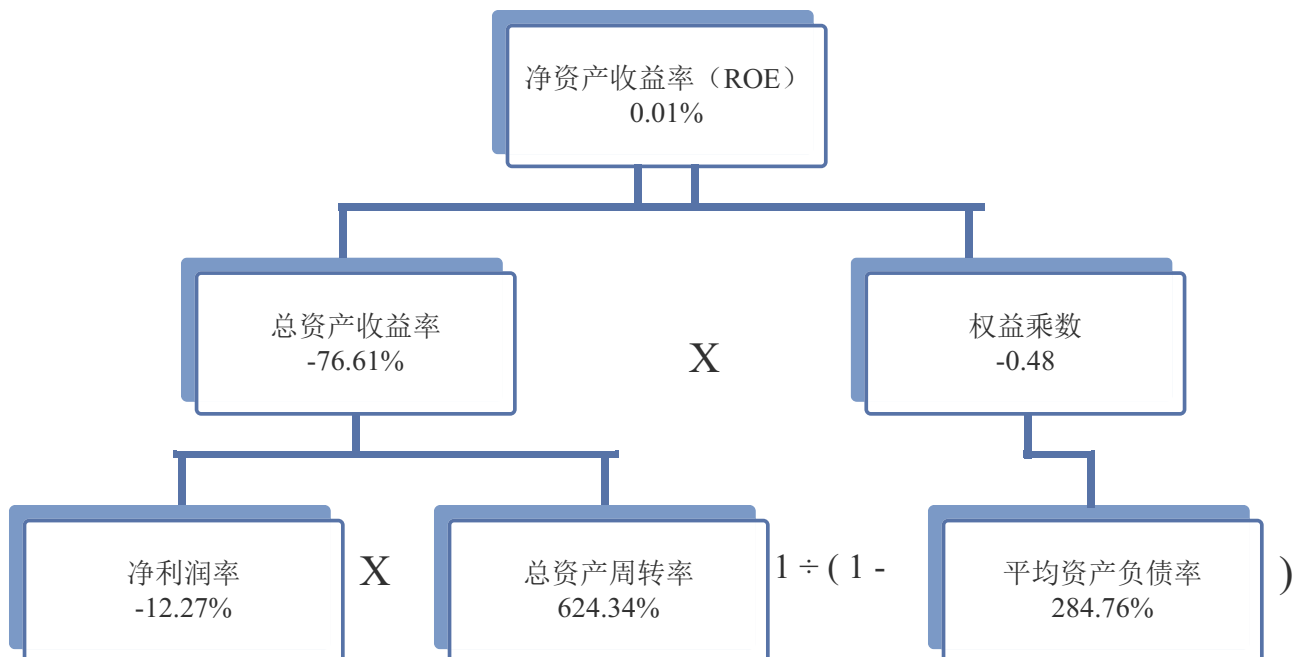 净资产收益率（ROE）
0.01%
总资产收益率
-76.61%
X
权益乘数
-0.48
净利润率
-12.27%
X
总资产周转率
624.34%
1 ÷ ( 1 -
平均资产负债率
284.76%
)